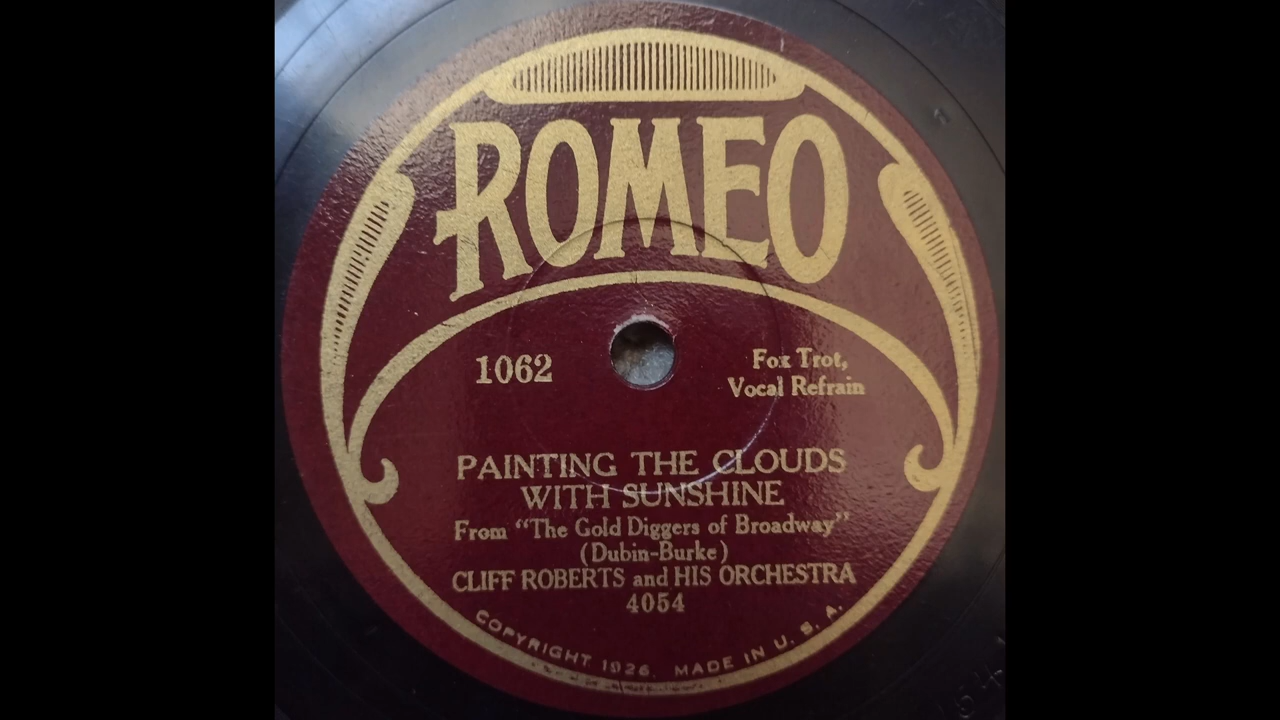 ROMEO
1062
Fox Trot,
Vocal Refrain
PAINTING THE CLOUDS
WITH SUNSHINE
From "The Gold Diggers of Broadway"
(Dubin-Burke)
CLIFF ROBERTS and HIS ORCHESTRA
4054
COPYRIGHT 1926. MADE IN U. S. A.